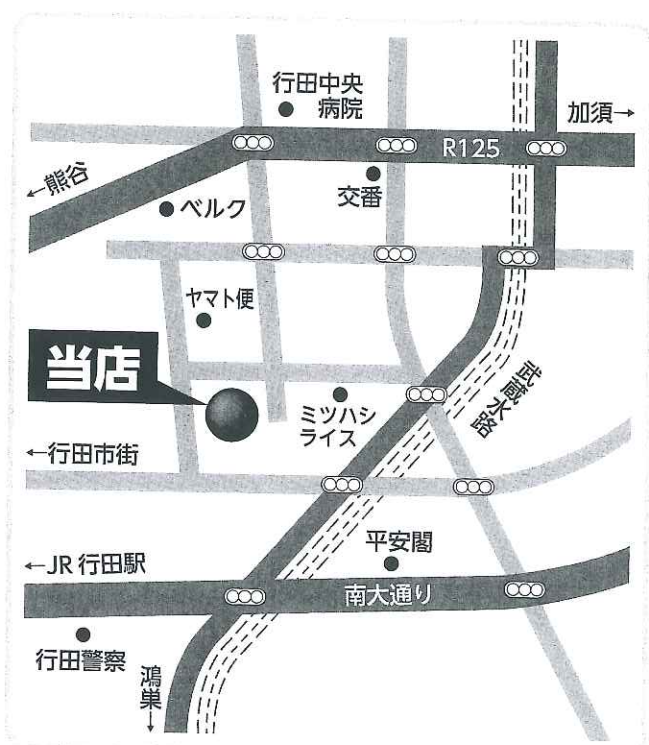 行田中央
病院
加須→
R125
←熊谷
交番
ベルク
ヤマト便
当店
武蔵水路
ミツハシ
ライス
←行田市街
平安閣
←JR 行田駅
南大通り
行田警察
鴻巣→